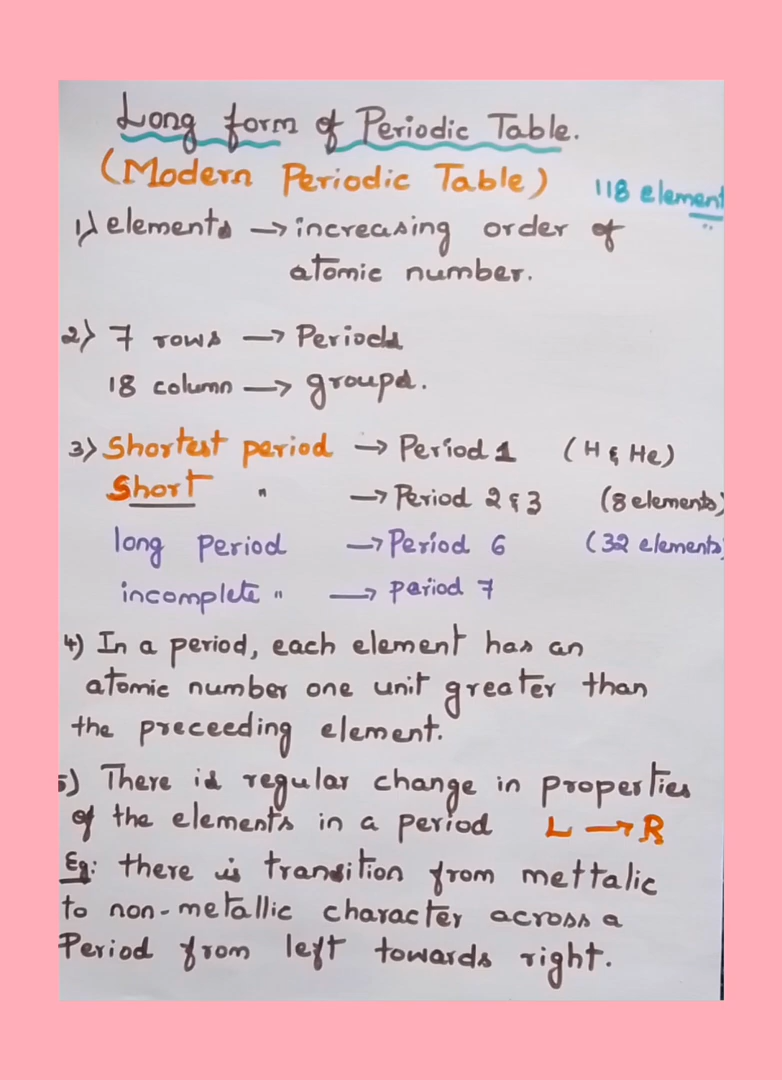 Long form of Periodic Table.
(Modern Periodic Table)
118 element
1) elements → increasing order of
atomic number.
2) 7 rows → Periods
18 column → groups.
3) Shortest period → Period 1 (H & He)
Short " → Period 2 & 3 (8 elements)
long Period → Period 6 (32 elements)
incomplete " → period 7
4) In a period, each element has an
atomic number one unit greater than
the preceeding element.
5) There is regular change in properties
of the elements in a period L → R
Eg: there is transition from mettalic
to non-metallic character across a
Period from left towards right.